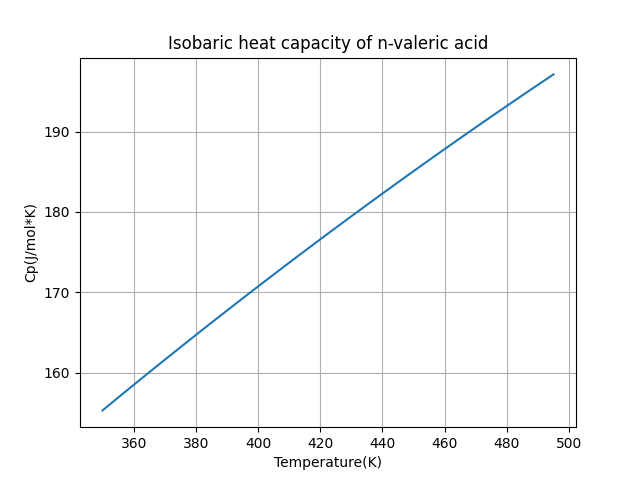 Isobaric heat capacity of n-valeric acid
Cp(J/mol*K)
190
180
170
160
360 380 400 420 440 460 480 500
Temperature(K)